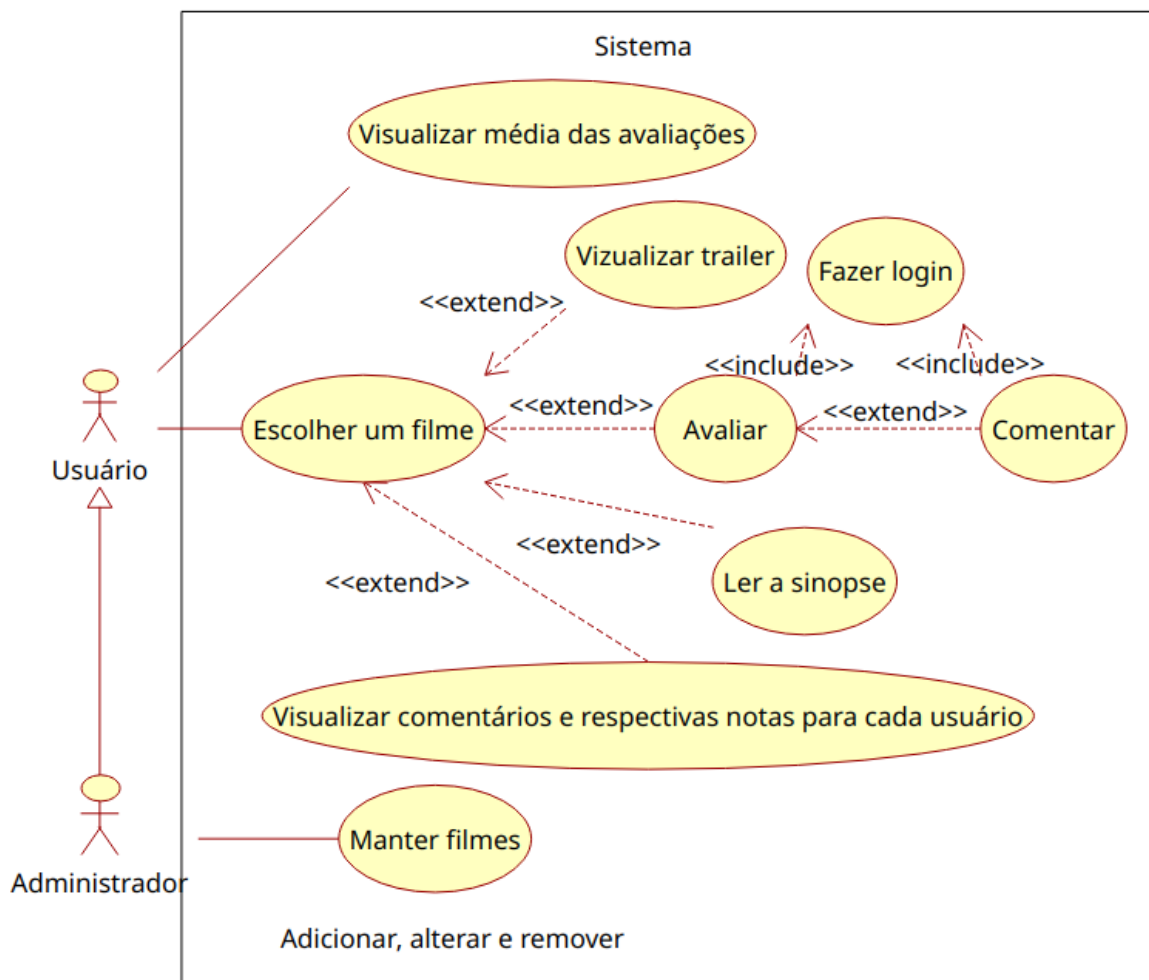 Sistema
Visualizar média das avaliações
Vizualizar trailer
Fazer login
<<extend>>
<<include>>
<<include>>
<<extend>>
<<extend>>
Escolher um filme
Avaliar
Comentar
Usuário
<<extend>>
<<extend>>
Ler a sinopse
Visualizar comentários e respectivas notas para cada usuário
Manter filmes
Administrador
Adicionar, alterar e remover